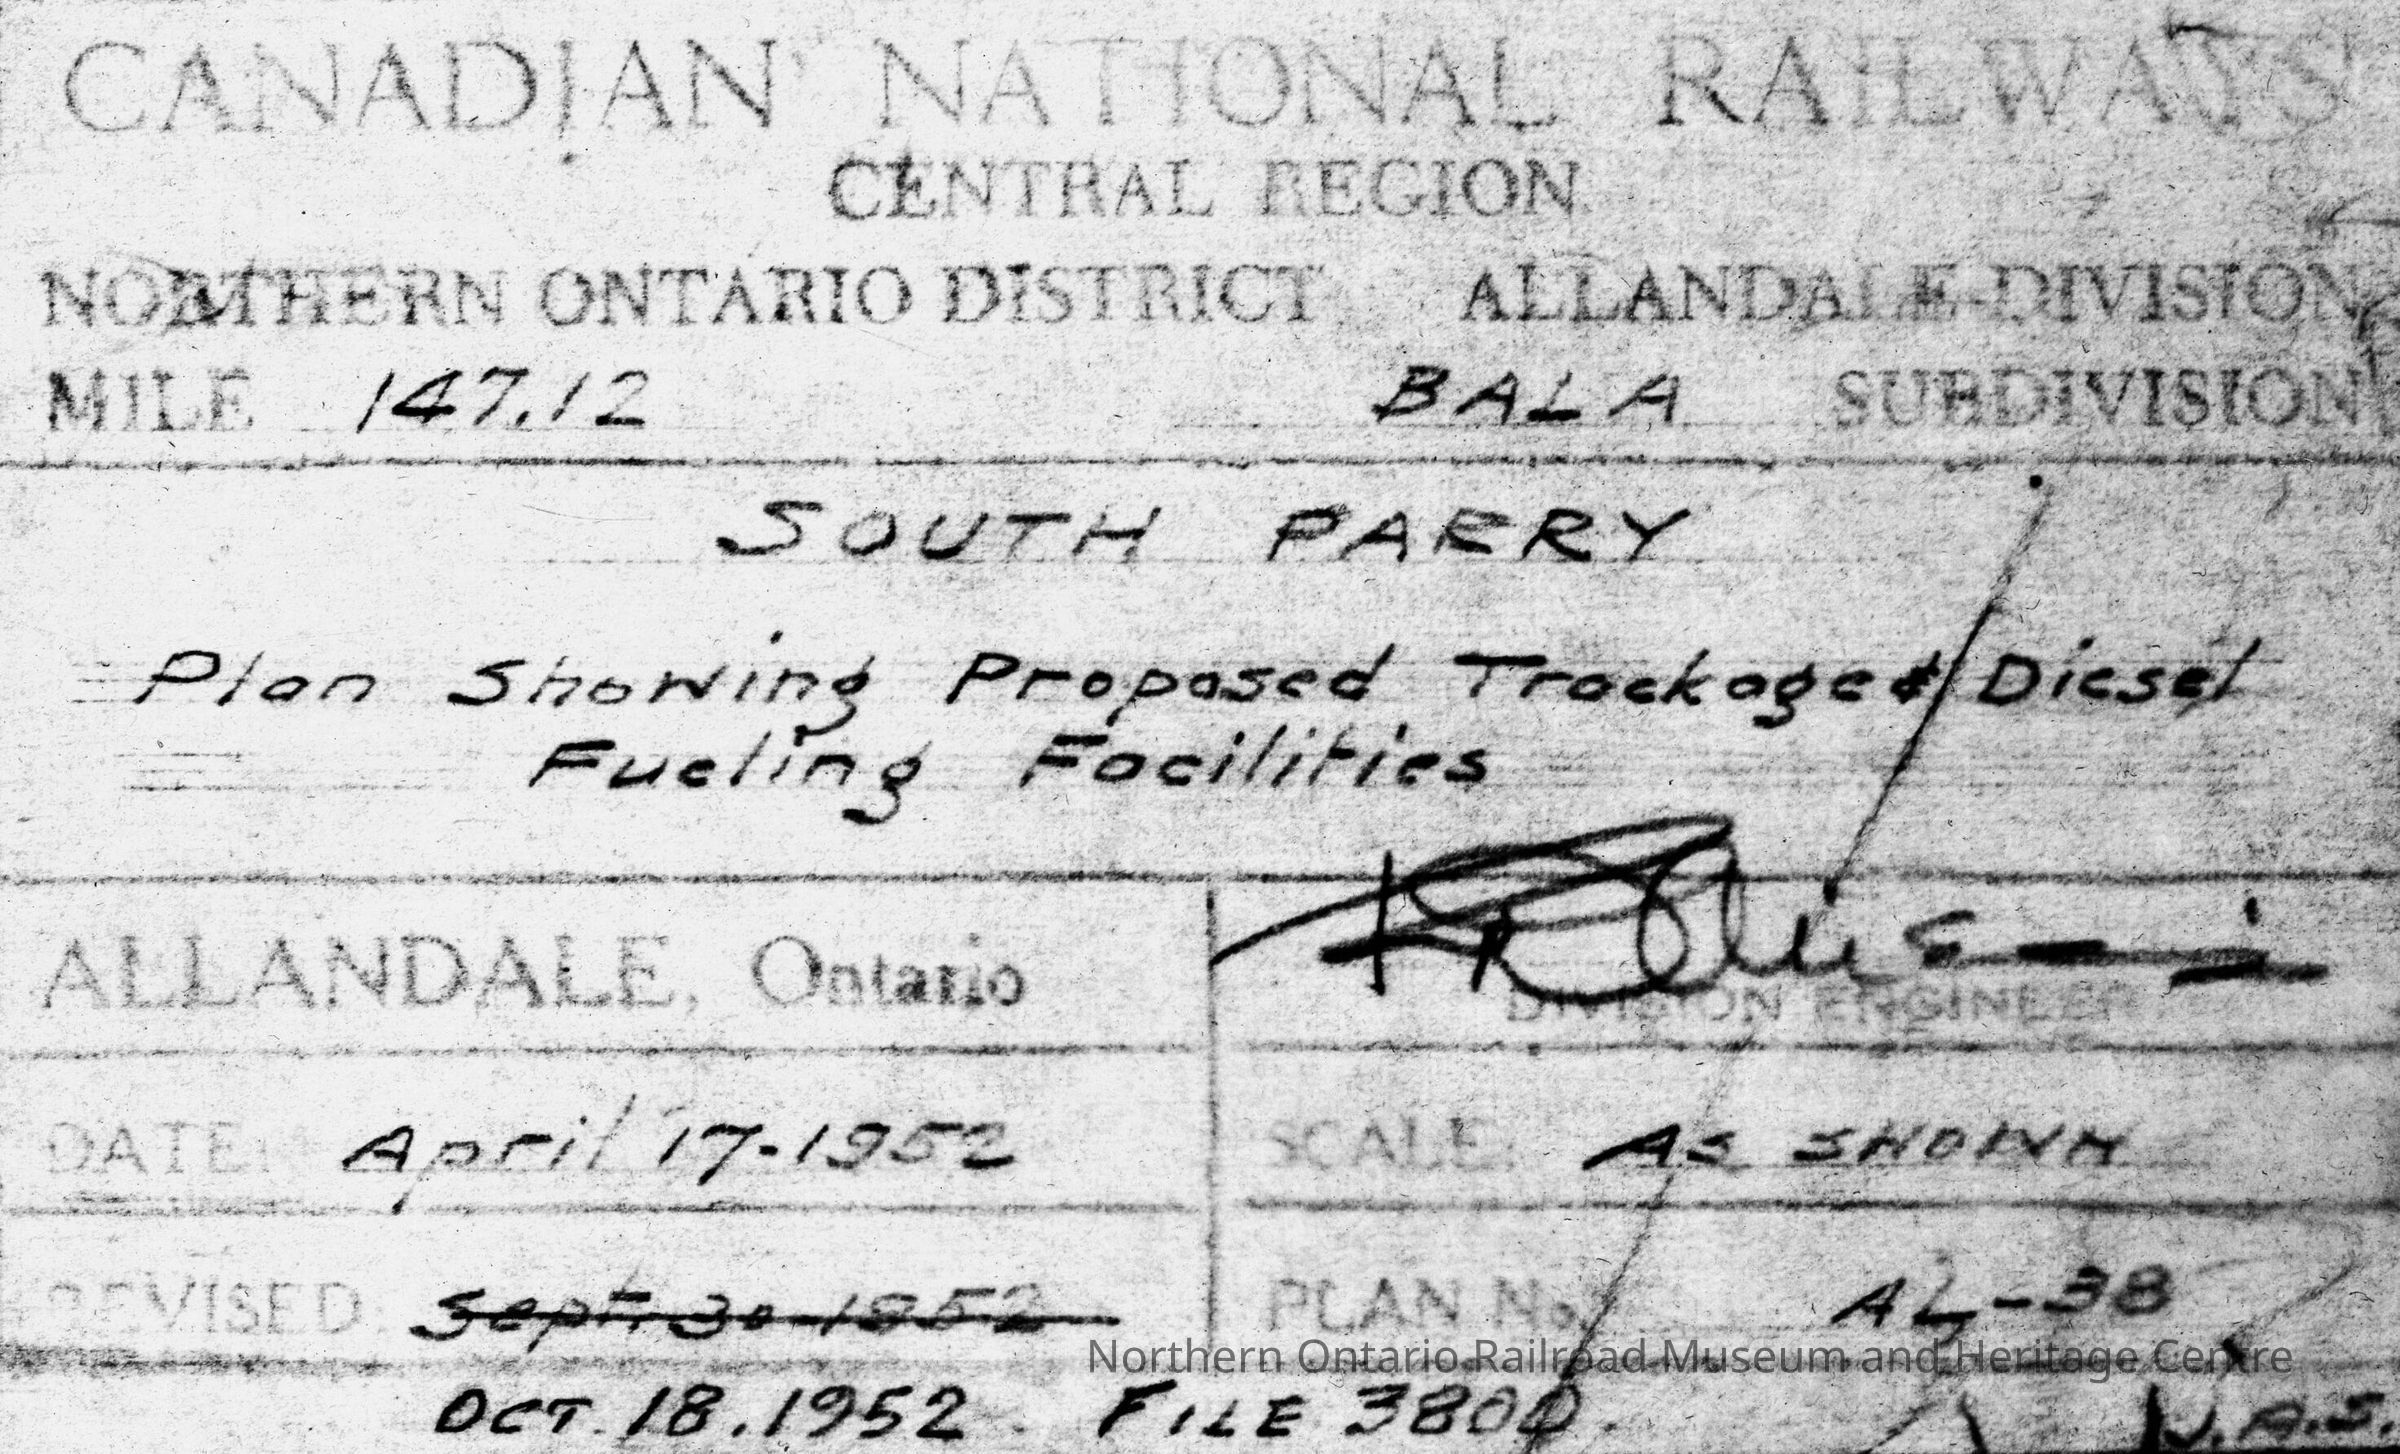 CANADIAN NATIONAL RAILWAYS
CENTRAL REGION
NORTHERN ONTARIO DISTRICT ALLANDALE DIVISION
MILE 147.12 BALA SUBDIVISION
SOUTH PARRY
Plan Showing Proposed Trackage & Diesel
Fueling Facilities
ALLANDALE, Ontario
DIVISION ENGINEER
DATE: April 17-1952 SCALE: AS SHOWN
REVISED: Sept. 30-1952 PLAN No. AL-38
Northern Ontario Railroad Museum and Heritage Centre
OCT. 18. 1952. FILE 3800. J.A.S.